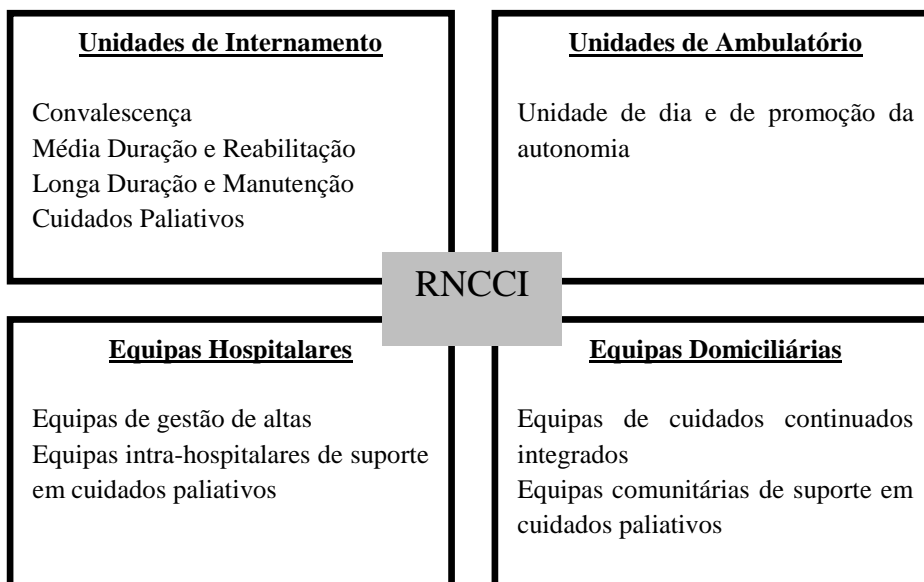 Unidades de Internamento
Convalescença
Média Duração e Reabilitação
Longa Duração e Manutenção
Cuidados Paliativos
Unidades de Ambulatório
Unidade de dia e de promoção da
autonomia
RNCCI
Equipas Hospitalares
Equipas de gestão de altas
Equipas intra-hospitalares de suporte
em cuidados paliativos
Equipas Domiciliárias
Equipas de cuidados continuados
integrados
Equipas comunitárias de suporte em
cuidados paliativos